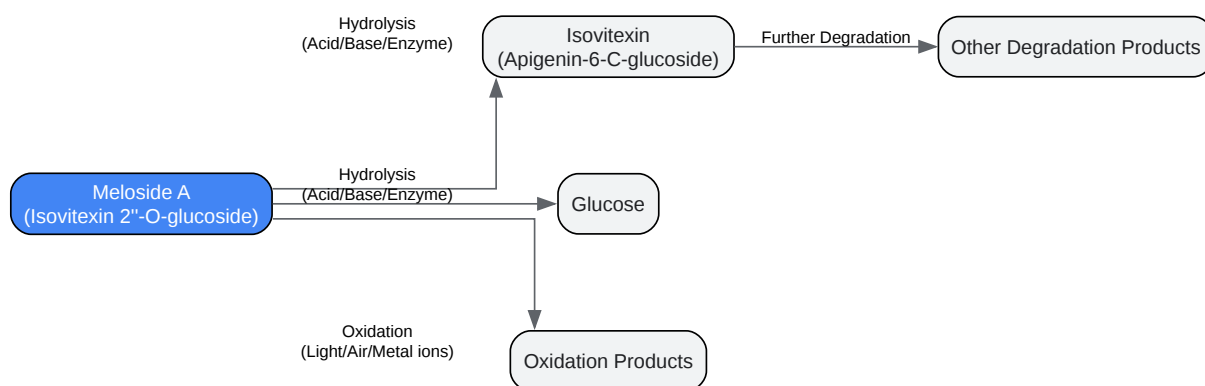 Hydrolysis
(Acid/Base/Enzyme)
Isovitexin
(Apigenin-6-C-glucoside)
Further Degradation
Other Degradation Products
Meloside A
(Isovitexin 2"-O-glucoside)
Hydrolysis
(Acid/Base/Enzyme)
Glucose
Oxidation
(Light/Air/Metal ions)
Oxidation Products